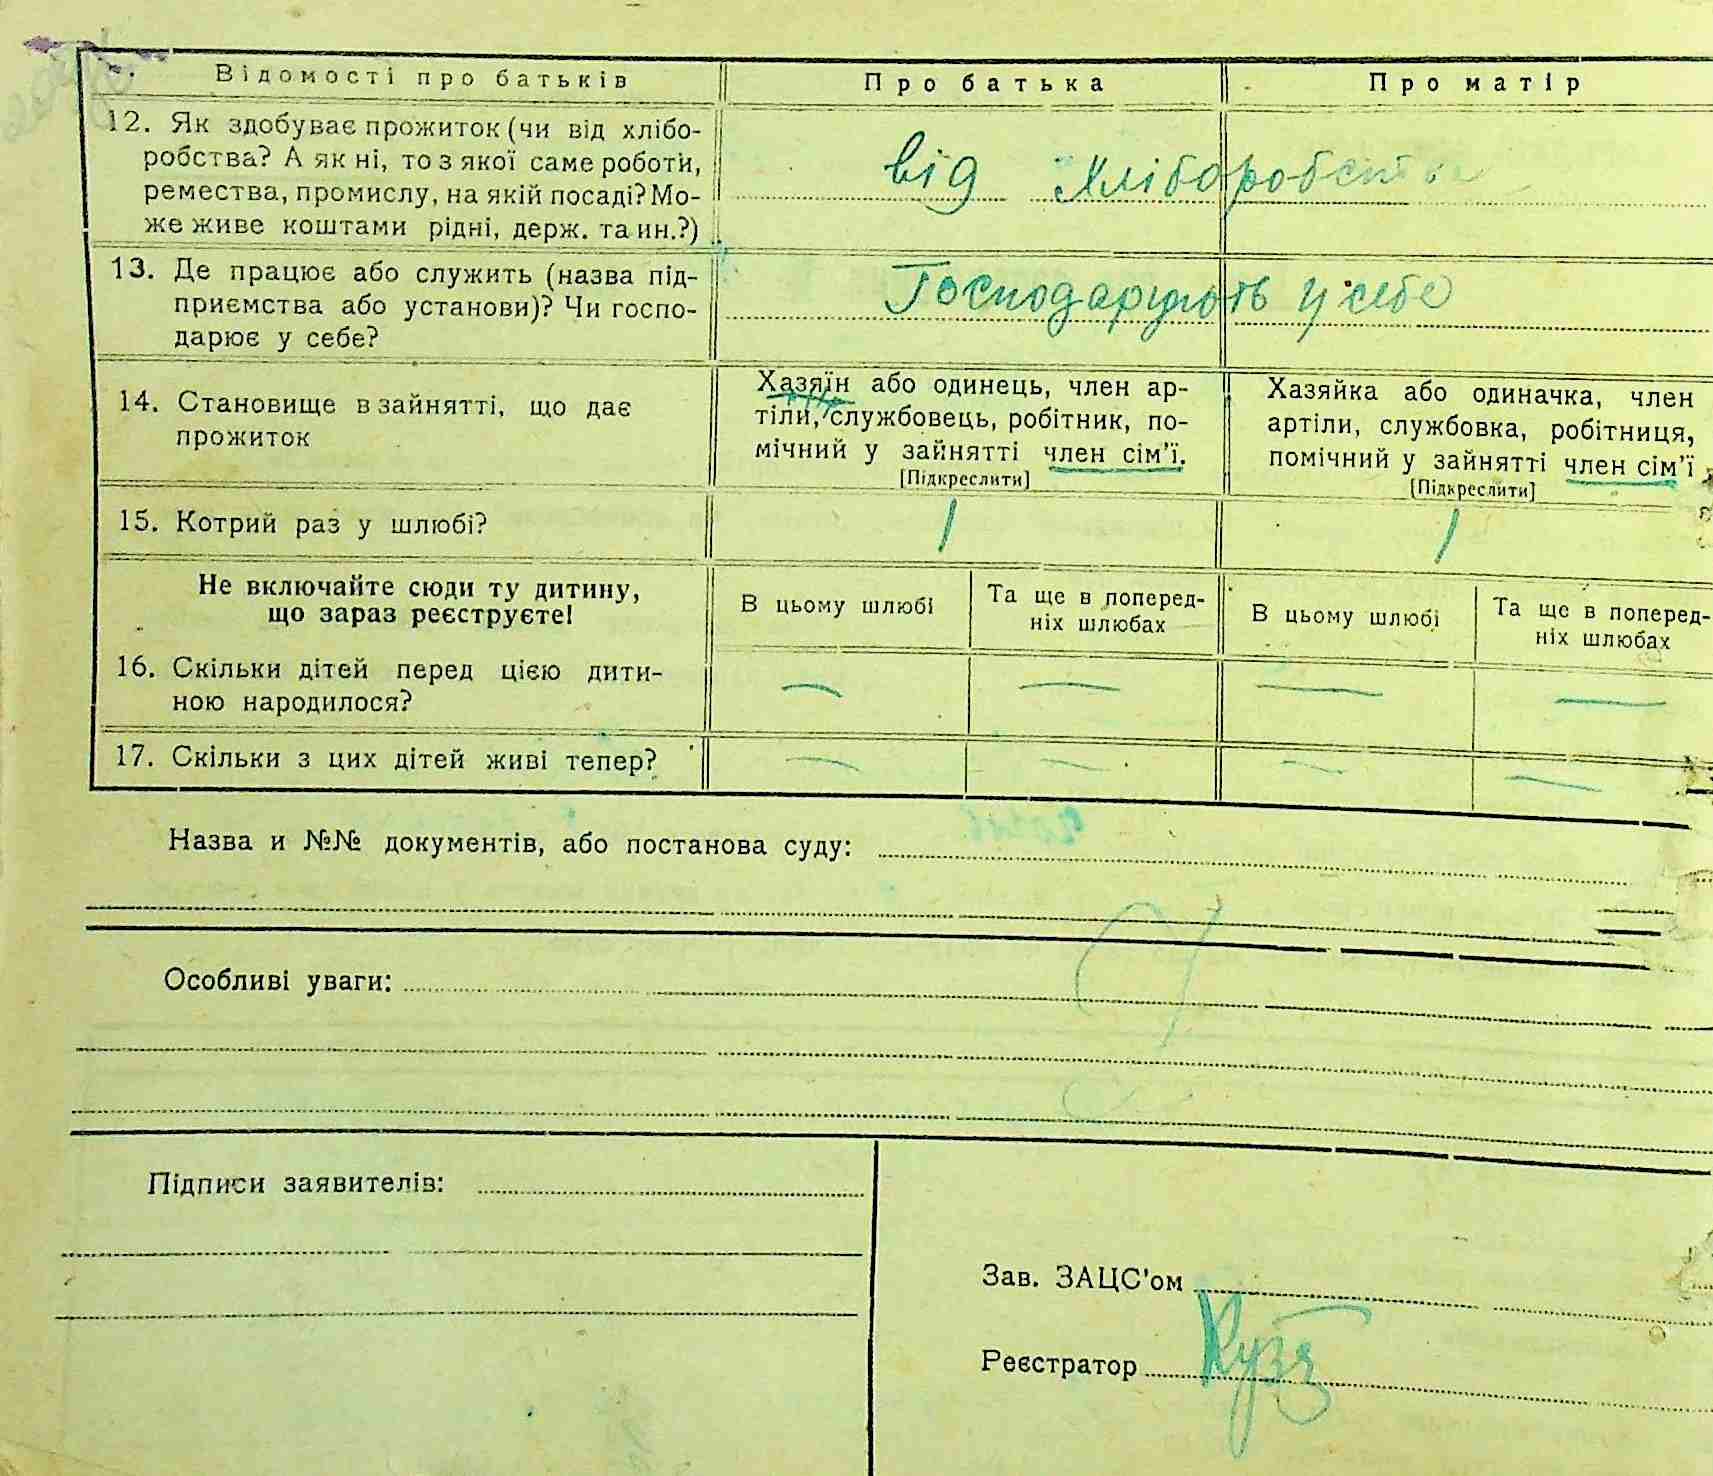 Відомості про батьків Про батька Про матір
12. Як здобуває прожиток (чи від хлібо-
робства? А як ні, то з якої саме роботи,
ремества, промислу, на якій посаді? Мо-
же живе коштами рідні, держ. та ин.?)
від Хліборобства
13. Де працює або служить (назва під-
приємства або установи)? Чи госпо-
дарює у себе?
Господарують у себе
14. Становище в зайнятті, що дає
прожиток
Хазяїн або одинець, член ар-
тіли, службовець, робітник, по-
мічний у зайнятті член сім'ї.
[Підкреслити]
Хазяйка або одиначка, член
артіли, службовка, робітниця,
помічний у зайнятті член сім'ї
[Підкреслити]
15. Котрий раз у шлюбі? 1 1
Не включайте сюди ту дитину,
що зараз реєструєте!
В цьому шлюбі
Та ще в поперед-
ніх шлюбах
В цьому шлюбі
Та ще в поперед-
ніх шлюбах
16. Скільки дітей перед цією дити-
ною народилося?
— — — —
17. Скільки з цих дітей живі тепер? — — — —
Назва и №№ документів, або постанова суду:
Особливі уваги:
Підписи заявителів:
Зав. ЗАЦС'ом
Реєстратор